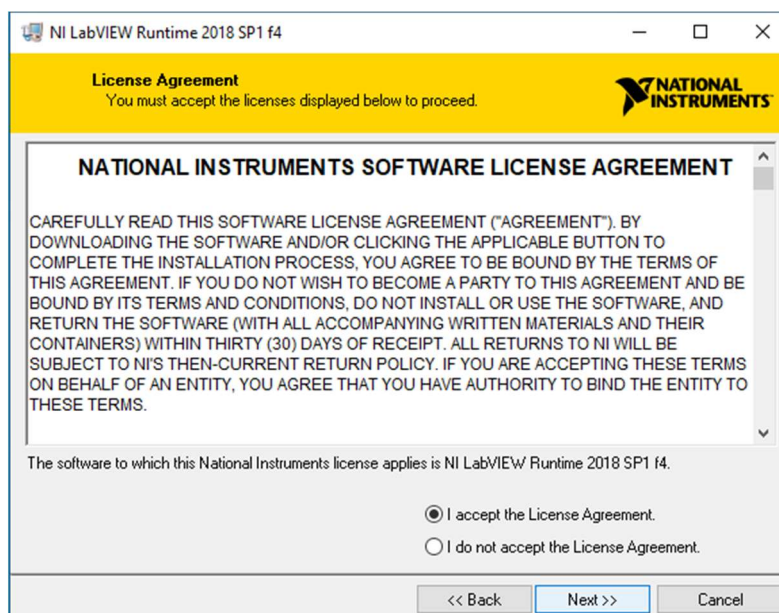 NI LabVIEW Runtime 2018 SP1 f4
License Agreement
You must accept the licenses displayed below to proceed.
NATIONAL
INSTRUMENTS
NATIONAL INSTRUMENTS SOFTWARE LICENSE AGREEMENT
CAREFULLY READ THIS SOFTWARE LICENSE AGREEMENT ("AGREEMENT"). BY
DOWNLOADING THE SOFTWARE AND/OR CLICKING THE APPLICABLE BUTTON TO
COMPLETE THE INSTALLATION PROCESS, YOU AGREE TO BE BOUND BY THE TERMS OF
THIS AGREEMENT. IF YOU DO NOT WISH TO BECOME A PARTY TO THIS AGREEMENT AND BE
BOUND BY ITS TERMS AND CONDITIONS, DO NOT INSTALL OR USE THE SOFTWARE, AND
RETURN THE SOFTWARE (WITH ALL ACCOMPANYING WRITTEN MATERIALS AND THEIR
CONTAINERS) WITHIN THIRTY (30) DAYS OF RECEIPT. ALL RETURNS TO NI WILL BE
SUBJECT TO NI'S THEN-CURRENT RETURN POLICY. IF YOU ARE ACCEPTING THESE TERMS
ON BEHALF OF AN ENTITY, YOU AGREE THAT YOU HAVE AUTHORITY TO BIND THE ENTITY TO
THESE TERMS.
The software to which this National Instruments license applies is NI LabVIEW Runtime 2018 SP1 f4.
I accept the License Agreement.
I do not accept the License Agreement.
<< Back Next >> Cancel